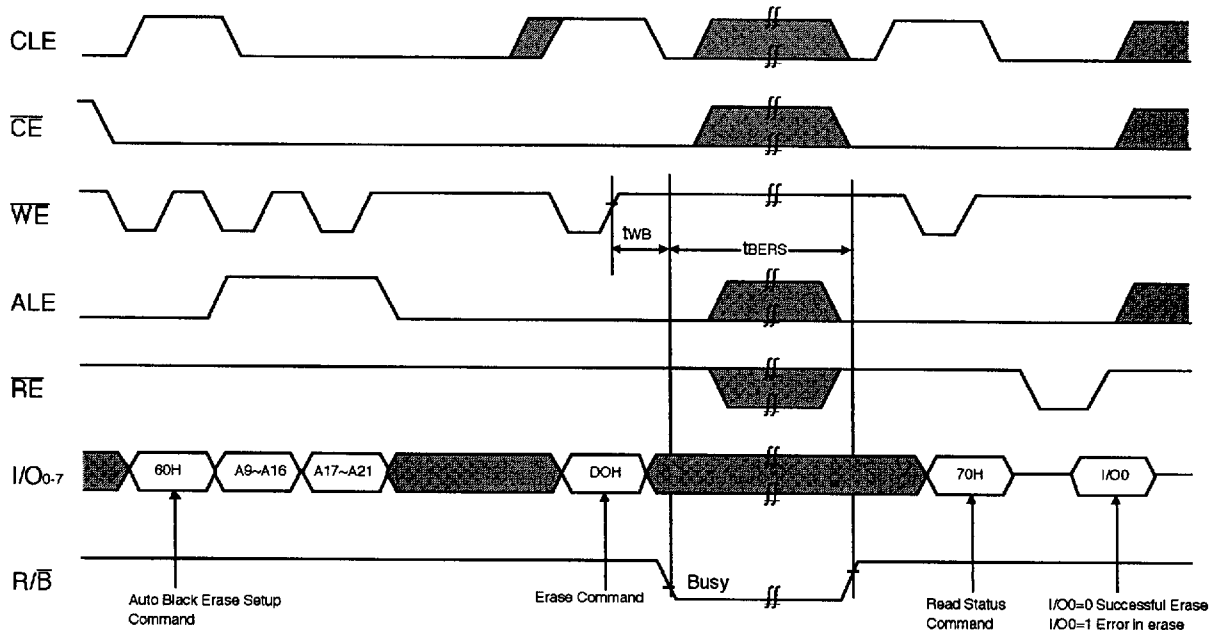 CLE
CE
WE
tWB
tBERS
ALE
RE
I/O0-7
60H
A9~A16
A17~A21
DOH
70H
I/O0
R/B
Busy
Auto Black Erase Setup
Command
Erase Command
Read Status
Command
I/O0=0 Successful Erase
I/O0=1 Error in erase